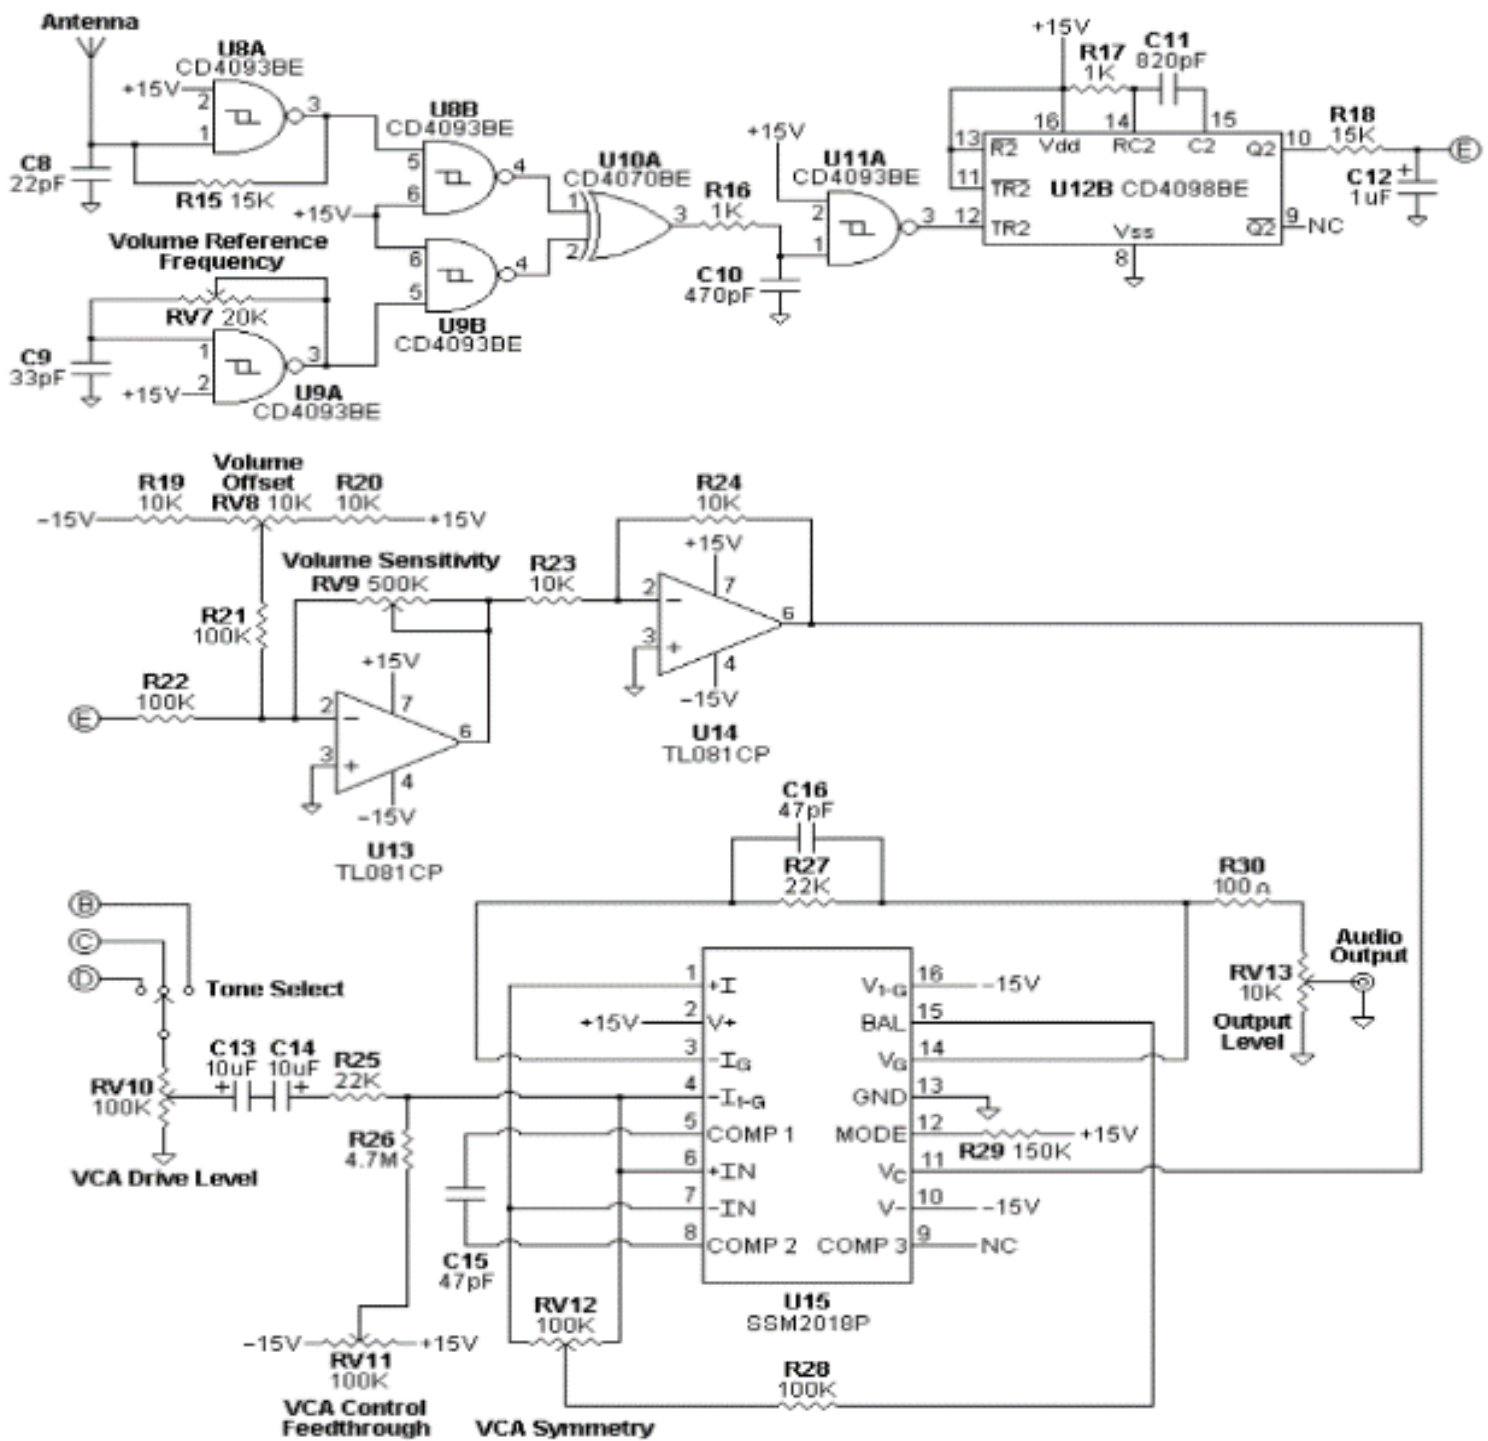 Antenna
U8A
CD4093BE
+15V
2
1
3
C8
22pF
R15 15K
U8B
CD4093BE
5
6
4
+15V
Volume Reference
Frequency
RV7 20K
C9
33pF
1
2
3
+15V
U9A
CD4093BE
6
5
4
U9B
CD4093BE
U10A
CD4070BE
1
2
3
R16
1K
C10
470pF
+15V
U11A
CD4093BE
2
1
3
+15V
R17
1K
C11
820pF
16
14
15
13
11
12
R2
TR2
TR2
Vdd
RC2
C2
Q2
U12B CD4098BE
Vss
Q2
8
10
9
NC
R18
15K
C12
1uF
+
E
R19
10K
Volume
Offset
RV8 10K
R20
10K
-15V
+15V
R21
100K
Volume Sensitivity
RV9 500K
R23
10K
R24
10K
+15V
7
2
3
6
4
-
+
-15V
U14
TL081CP
E
R22
100K
+15V
7
2
3
6
4
-
+
-15V
U13
TL081CP
C16
47pF
R27
22K
R30
100Ω
B
C
D
Tone Select
RV10
100K
VCA Drive Level
C13
10uF
+
C14
10uF
+
R25
22K
R26
4.7M
C15
47pF
+15V
1
2
3
4
5
6
7
8
+I
V+
-IG
-I1-G
COMP 1
+IN
-IN
COMP 2
V1-G
BAL
VG
GND
MODE
VC
V-
COMP 3
16
15
14
13
12
11
10
9
-15V
R29 150K
+15V
-15V
NC
U15
SSM2018P
RV13
10K
Output
Level
Audio
Output
-15V
+15V
RV11
100K
VCA Control
Feedthrough
RV12
100K
VCA Symmetry
R28
100K